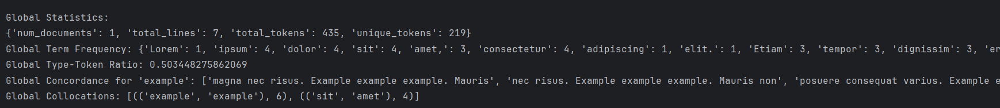 Global Statistics:
{'num_documents': 1, 'total_lines': 7, 'total_tokens': 435, 'unique_tokens': 219}
Global Term Frequency: {'Lorem': 1, 'ipsum': 4, 'dolor': 4, 'sit': 4, 'amet,': 3, 'consectetur': 4, 'adipiscing': 1, 'elit.': 1, 'Etiam': 3, 'tempor': 3, 'dignissim': 3, 'er
Global Type-Token Ratio: 0.503448275862069
Global Concordance for 'example': ['magna nec risus. Example example example. Mauris', 'nec risus. Example example example. Mauris non', 'posuere consequat varius. Example e
Global Collocations: [(('example', 'example'), 6), (('sit', 'amet'), 4)]